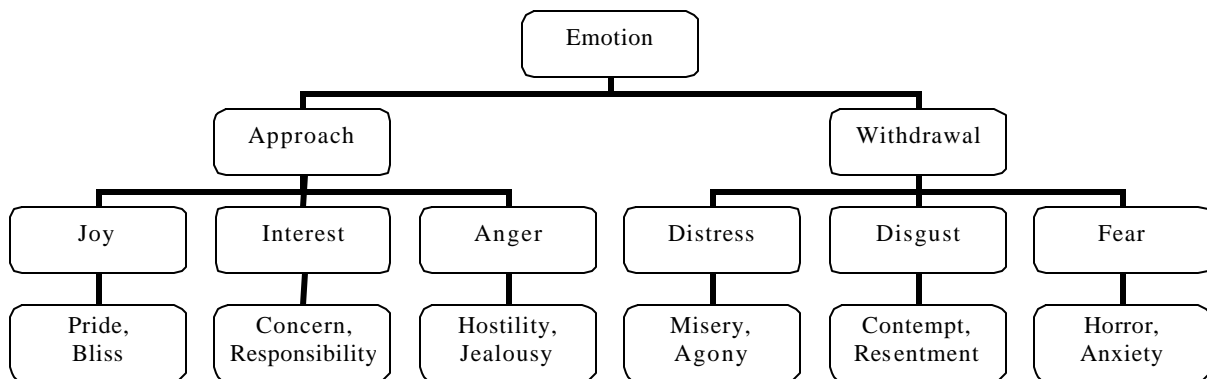 Emotion
Approach
Withdrawal
Joy
Interest
Anger
Distress
Disgust
Fear
Pride,
Bliss
Concern,
Responsibility
Hostility,
Jealousy
Misery,
Agony
Contempt,
Resentment
Horror,
Anxiety